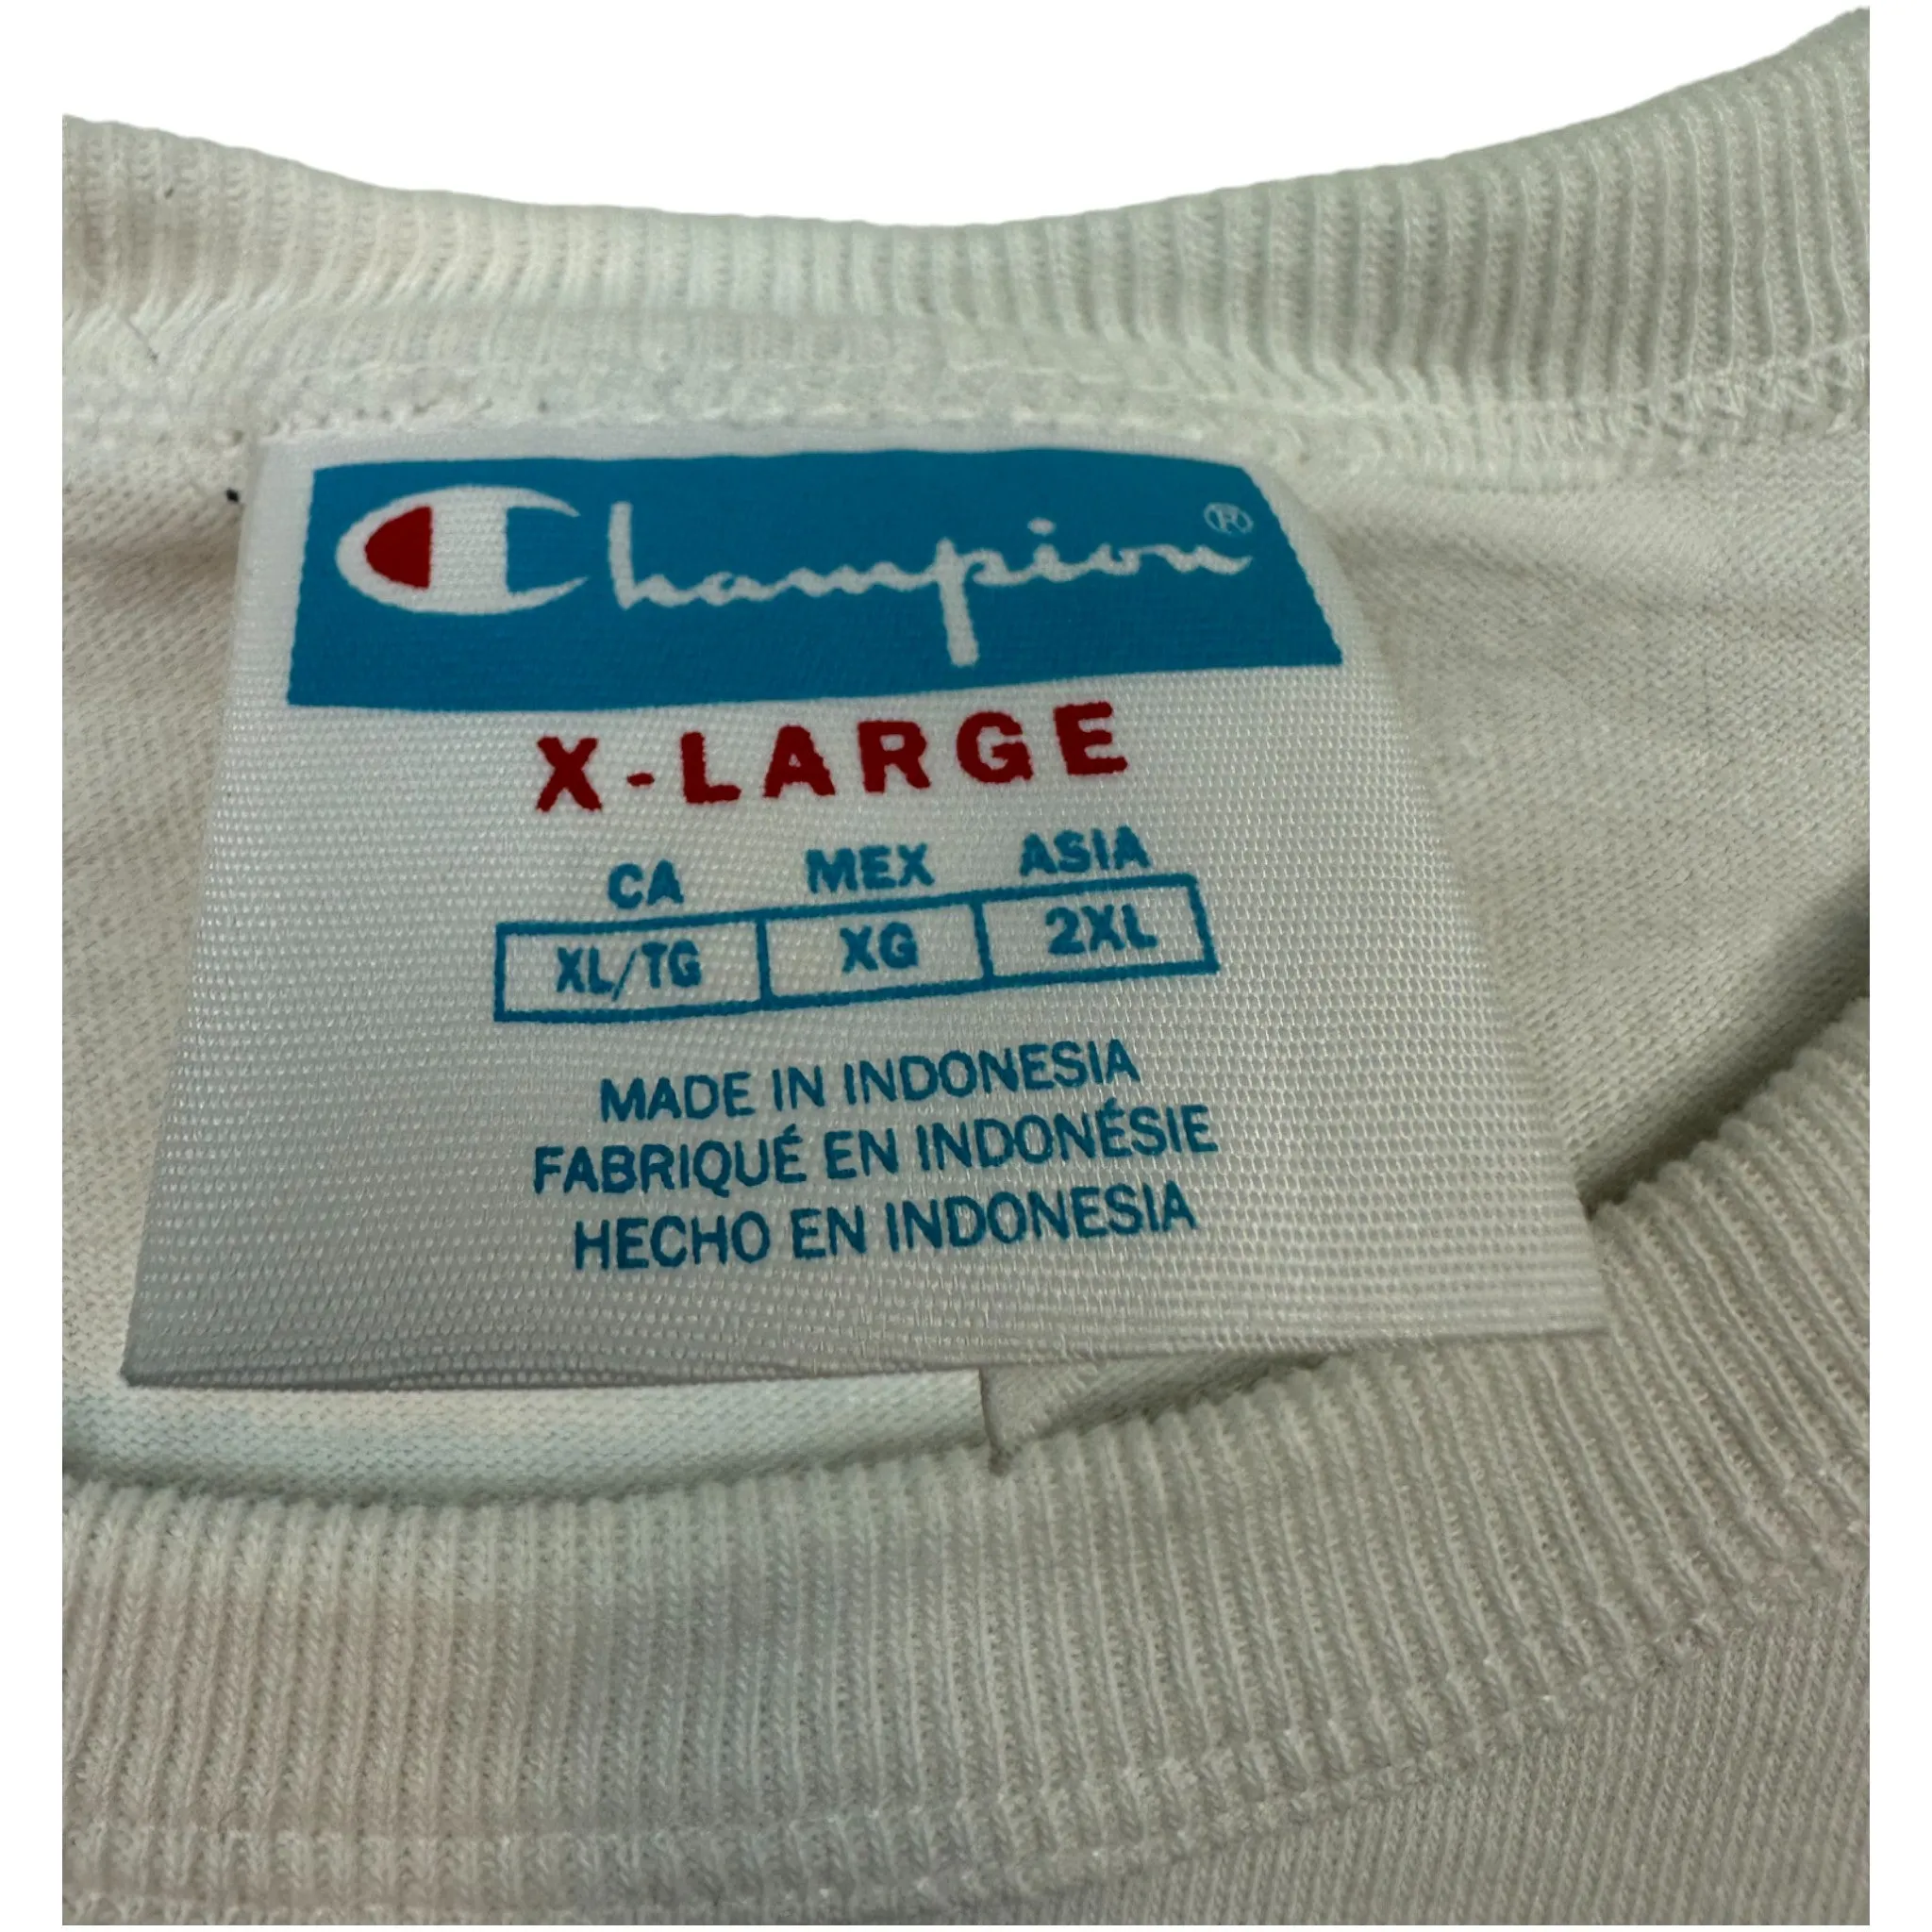 Champion®
X-LARGE
CA MEX ASIA
XL/TG XG 2XL
MADE IN INDONESIA
FABRIQUÉ EN INDONÉSIE
HECHO EN INDONESIA